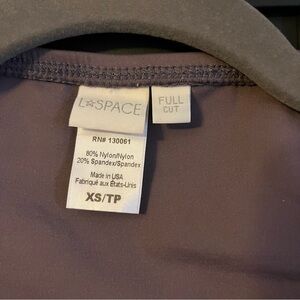 L☆SPACE
FULL
CUT
RN# 130061
80% Nylon/Nylon
20% Spandex/Spandex
Made in USA
Fabriqué aux États-Unis
XS/TP